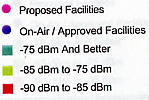 Proposed Facilities
On-Air / Approved Facilities
-75 dBm And Better
-85 dBm to -75 dBm
-90 dBm to -85 dBm